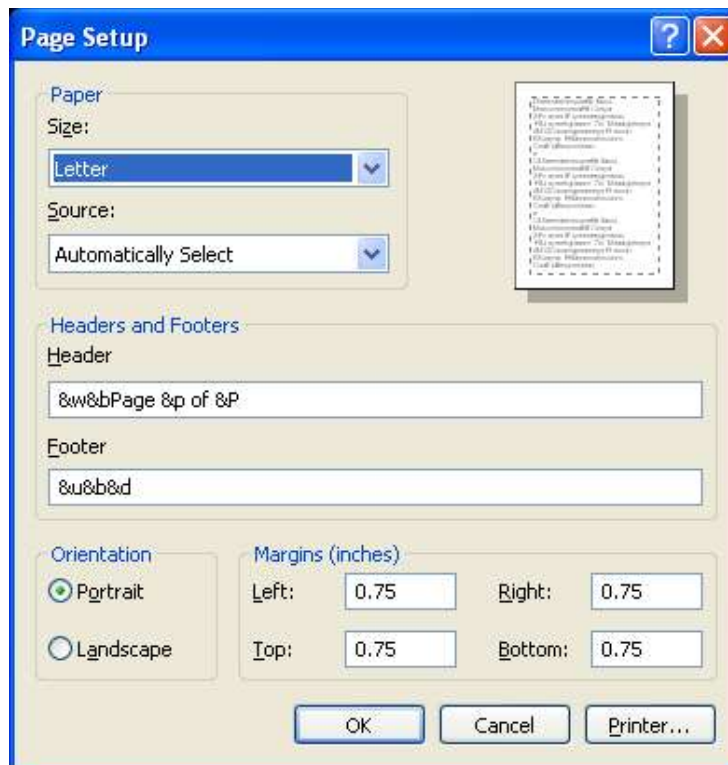 Page Setup
Paper
Size:
Letter
Source:
Automatically Select
Headers and Footers
Header
&w&bPage &p of &P
Footer
&u&b&d
Orientation
Portrait
Landscape
Margins (inches)
Left: 0.75 Right: 0.75
Top: 0.75 Bottom: 0.75
OK Cancel Printer...